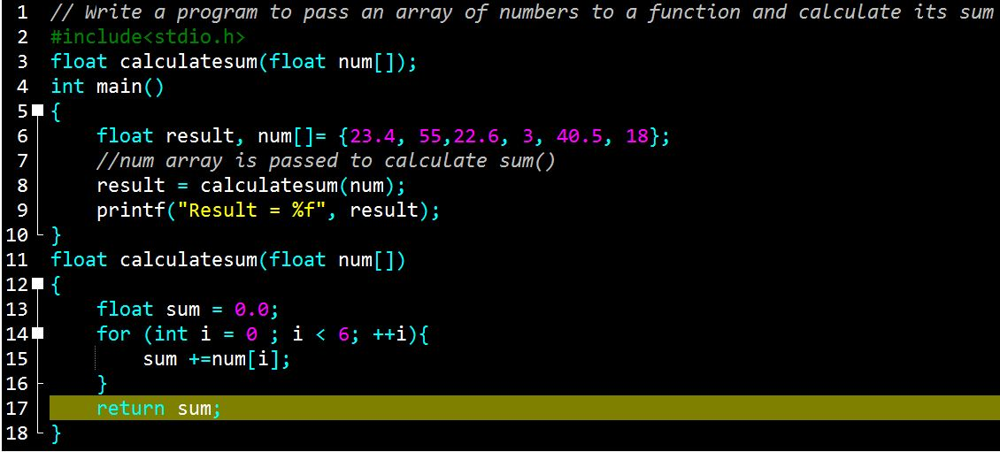 1 // Write a program to pass an array of numbers to a function and calculate its sum
2 #include<stdio.h>
3 float calculatesum(float num[]);
4 int main()
5 {
6     float result, num[]= {23.4, 55,22.6, 3, 40.5, 18};
7     //num array is passed to calculate sum()
8     result = calculatesum(num);
9     printf("Result = %f", result);
10 }
11 float calculatesum(float num[])
12 {
13     float sum = 0.0;
14     for (int i = 0 ; i < 6; ++i){
15         sum +=num[i];
16     }
17     return sum;
18 }